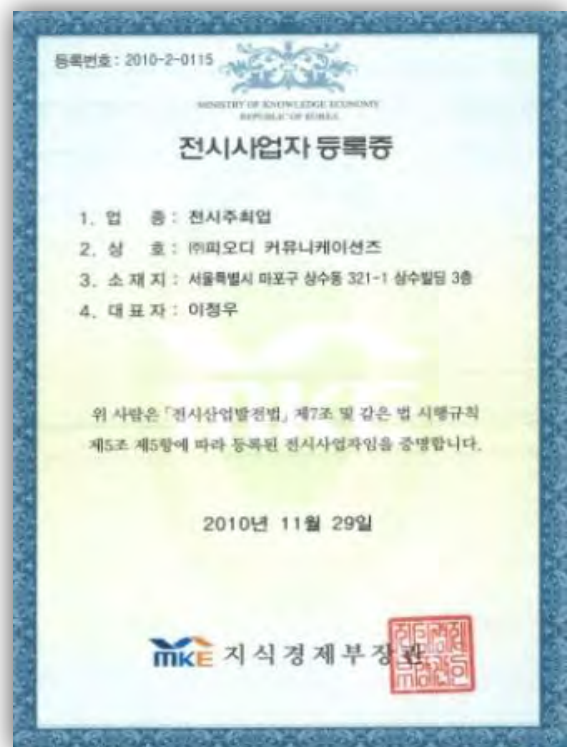 등록번호 : 2010-2-0115
MINISTRY OF KNOWLEDGE ECONOMY
REPUBLIC OF KOREA
전시사업자 등록증
1. 업 종 : 전시주최업
2. 상 호 : ㈜피오디 커뮤니케이션즈
3. 소 재 지 : 서울특별시 마포구 상수동 321-1 상수빌딩 3층
4. 대 표 자 : 이정우
위 사람은 「전시산업발전법」 제7조 및 같은 법 시행규칙
제5조 제5항에 따라 등록된 전시사업자임을 증명합니다.
2010년 11월 29일
MKE 지식경제부장관